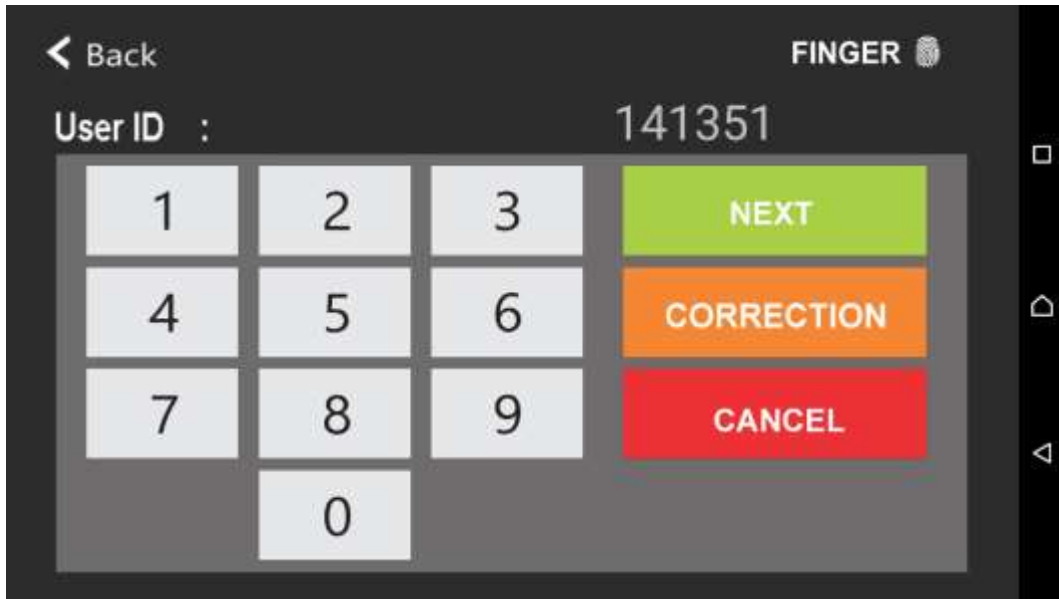 Back FINGER
User ID : 141351
1 2 3 NEXT
4 5 6 CORRECTION
7 8 9 CANCEL
0